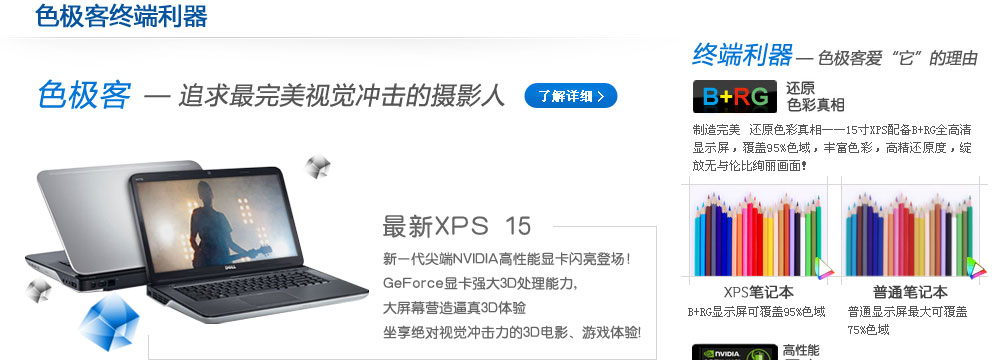 色极客终端利器
色极客 — 追求最完美视觉冲击的摄影人 了解详细 >
DELL
最新XPS 15
新一代尖端NVIDIA高性能显卡闪亮登场!
GeForce显卡强大3D处理能力,
大屏幕营造逼真3D体验
坐享绝对视觉冲击力的3D电影、游戏体验!
终端利器 — 色极客爱“它”的理由
B+RG 还原
色彩真相
制造完美 还原色彩真相——15寸XPS配备B+RG全高清
显示屏，覆盖95%色域，丰富色彩，高精还原度，绽
放无与伦比绚丽画面!
XPS笔记本
B+RG显示屏可覆盖95%色域
普通笔记本
普通显示屏最大可覆盖
75%色域
NVIDIA 高性能